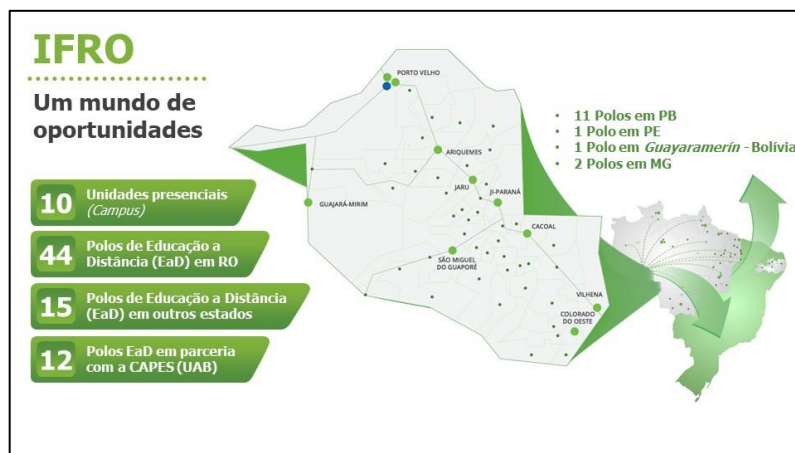 IFRO
Um mundo de
oportunidades
10
Unidades presenciais
(Campus)
44
Polos de Educação a
Distância (EaD) em RO
15
Polos de Educação a Distância
(EaD) em outros estados
12
Polos EaD em parceria
com a CAPES (UAB)
PORTO VELHO
ARIQUEMES
JARU
JI-PARANÁ
GUAJARÁ-MIRIM
CACOAL
SÃO MIGUEL
DO GUAPORÉ
VILHENA
COLORADO
DO OESTE
• 11 Polos em PB
• 1 Polo em PE
• 1 Polo em Guayaramerín - Bolívia
• 2 Polos em MG